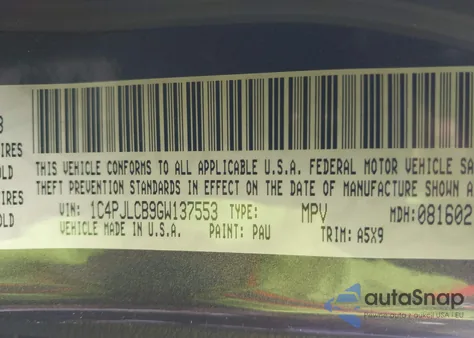 8
IRES
OLD
IRES
OLD
THIS VEHICLE CONFORMS TO ALL APPLICABLE U.S.A. FEDERAL MOTOR VEHICLE SA
THEFT PREVENTION STANDARDS IN EFFECT ON THE DATE OF MANUFACTURE SHOWN A
VIN: 1C4PJLCB9GW137553 TYPE: MPV MDH:081602
VEHICLE MADE IN U.S.A. PAINT: PAU TRIM: A5X9
autoSnap